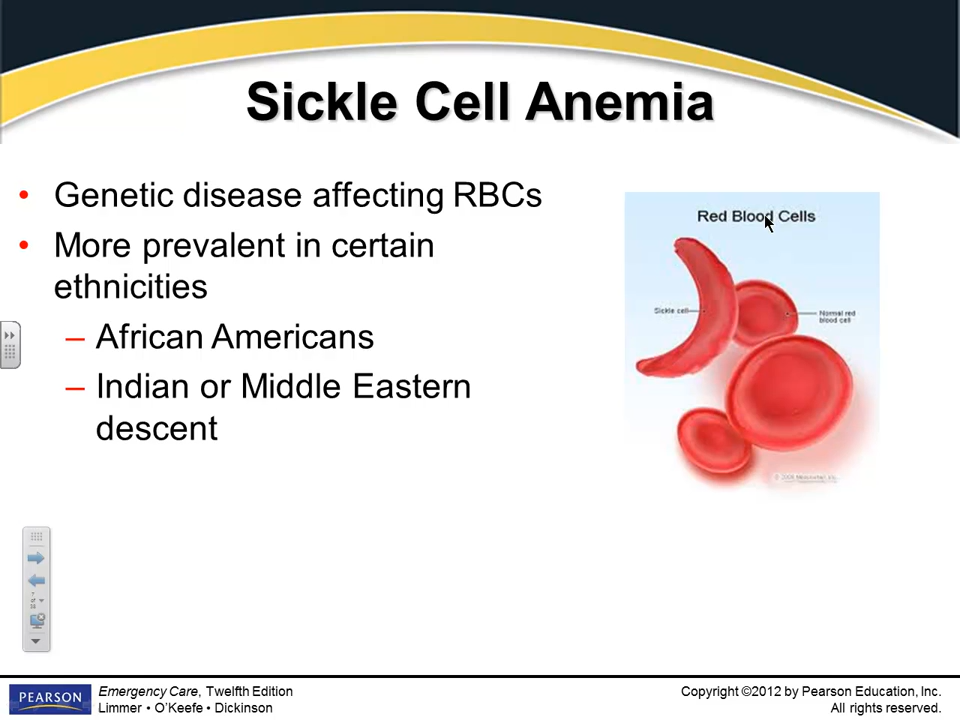 Sickle Cell Anemia
• Genetic disease affecting RBCs
• More prevalent in certain
ethnicities
– African Americans
– Indian or Middle Eastern
descent
Red Blood Cells
Sickle cell
Normal red
blood cell
7
of
PEARSON
Emergency Care, Twelfth Edition
Limmer • O’Keefe • Dickinson
Copyright ©2012 by Pearson Education, Inc.
All rights reserved.